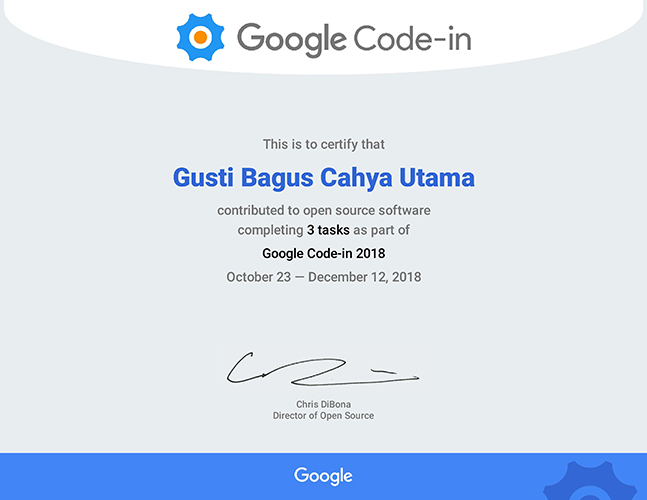 Google Code-in
This is to certify that
Gusti Bagus Cahya Utama
contributed to open source software
completing 3 tasks as part of
Google Code-in 2018
October 23 — December 12, 2018
Chris DiBona
Director of Open Source
Google